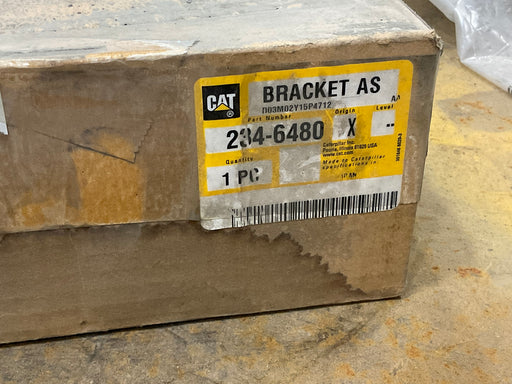 CAT ®
BRACKET AS
D03M02Y15P4712
AA
Part Number
Origin
Level
234-6480
X
--
Caterpillar Inc.
Peoria, Illinois 61629 USA
www.cat.com
Quantity
1 PC
Made to Caterpillar
specifications in